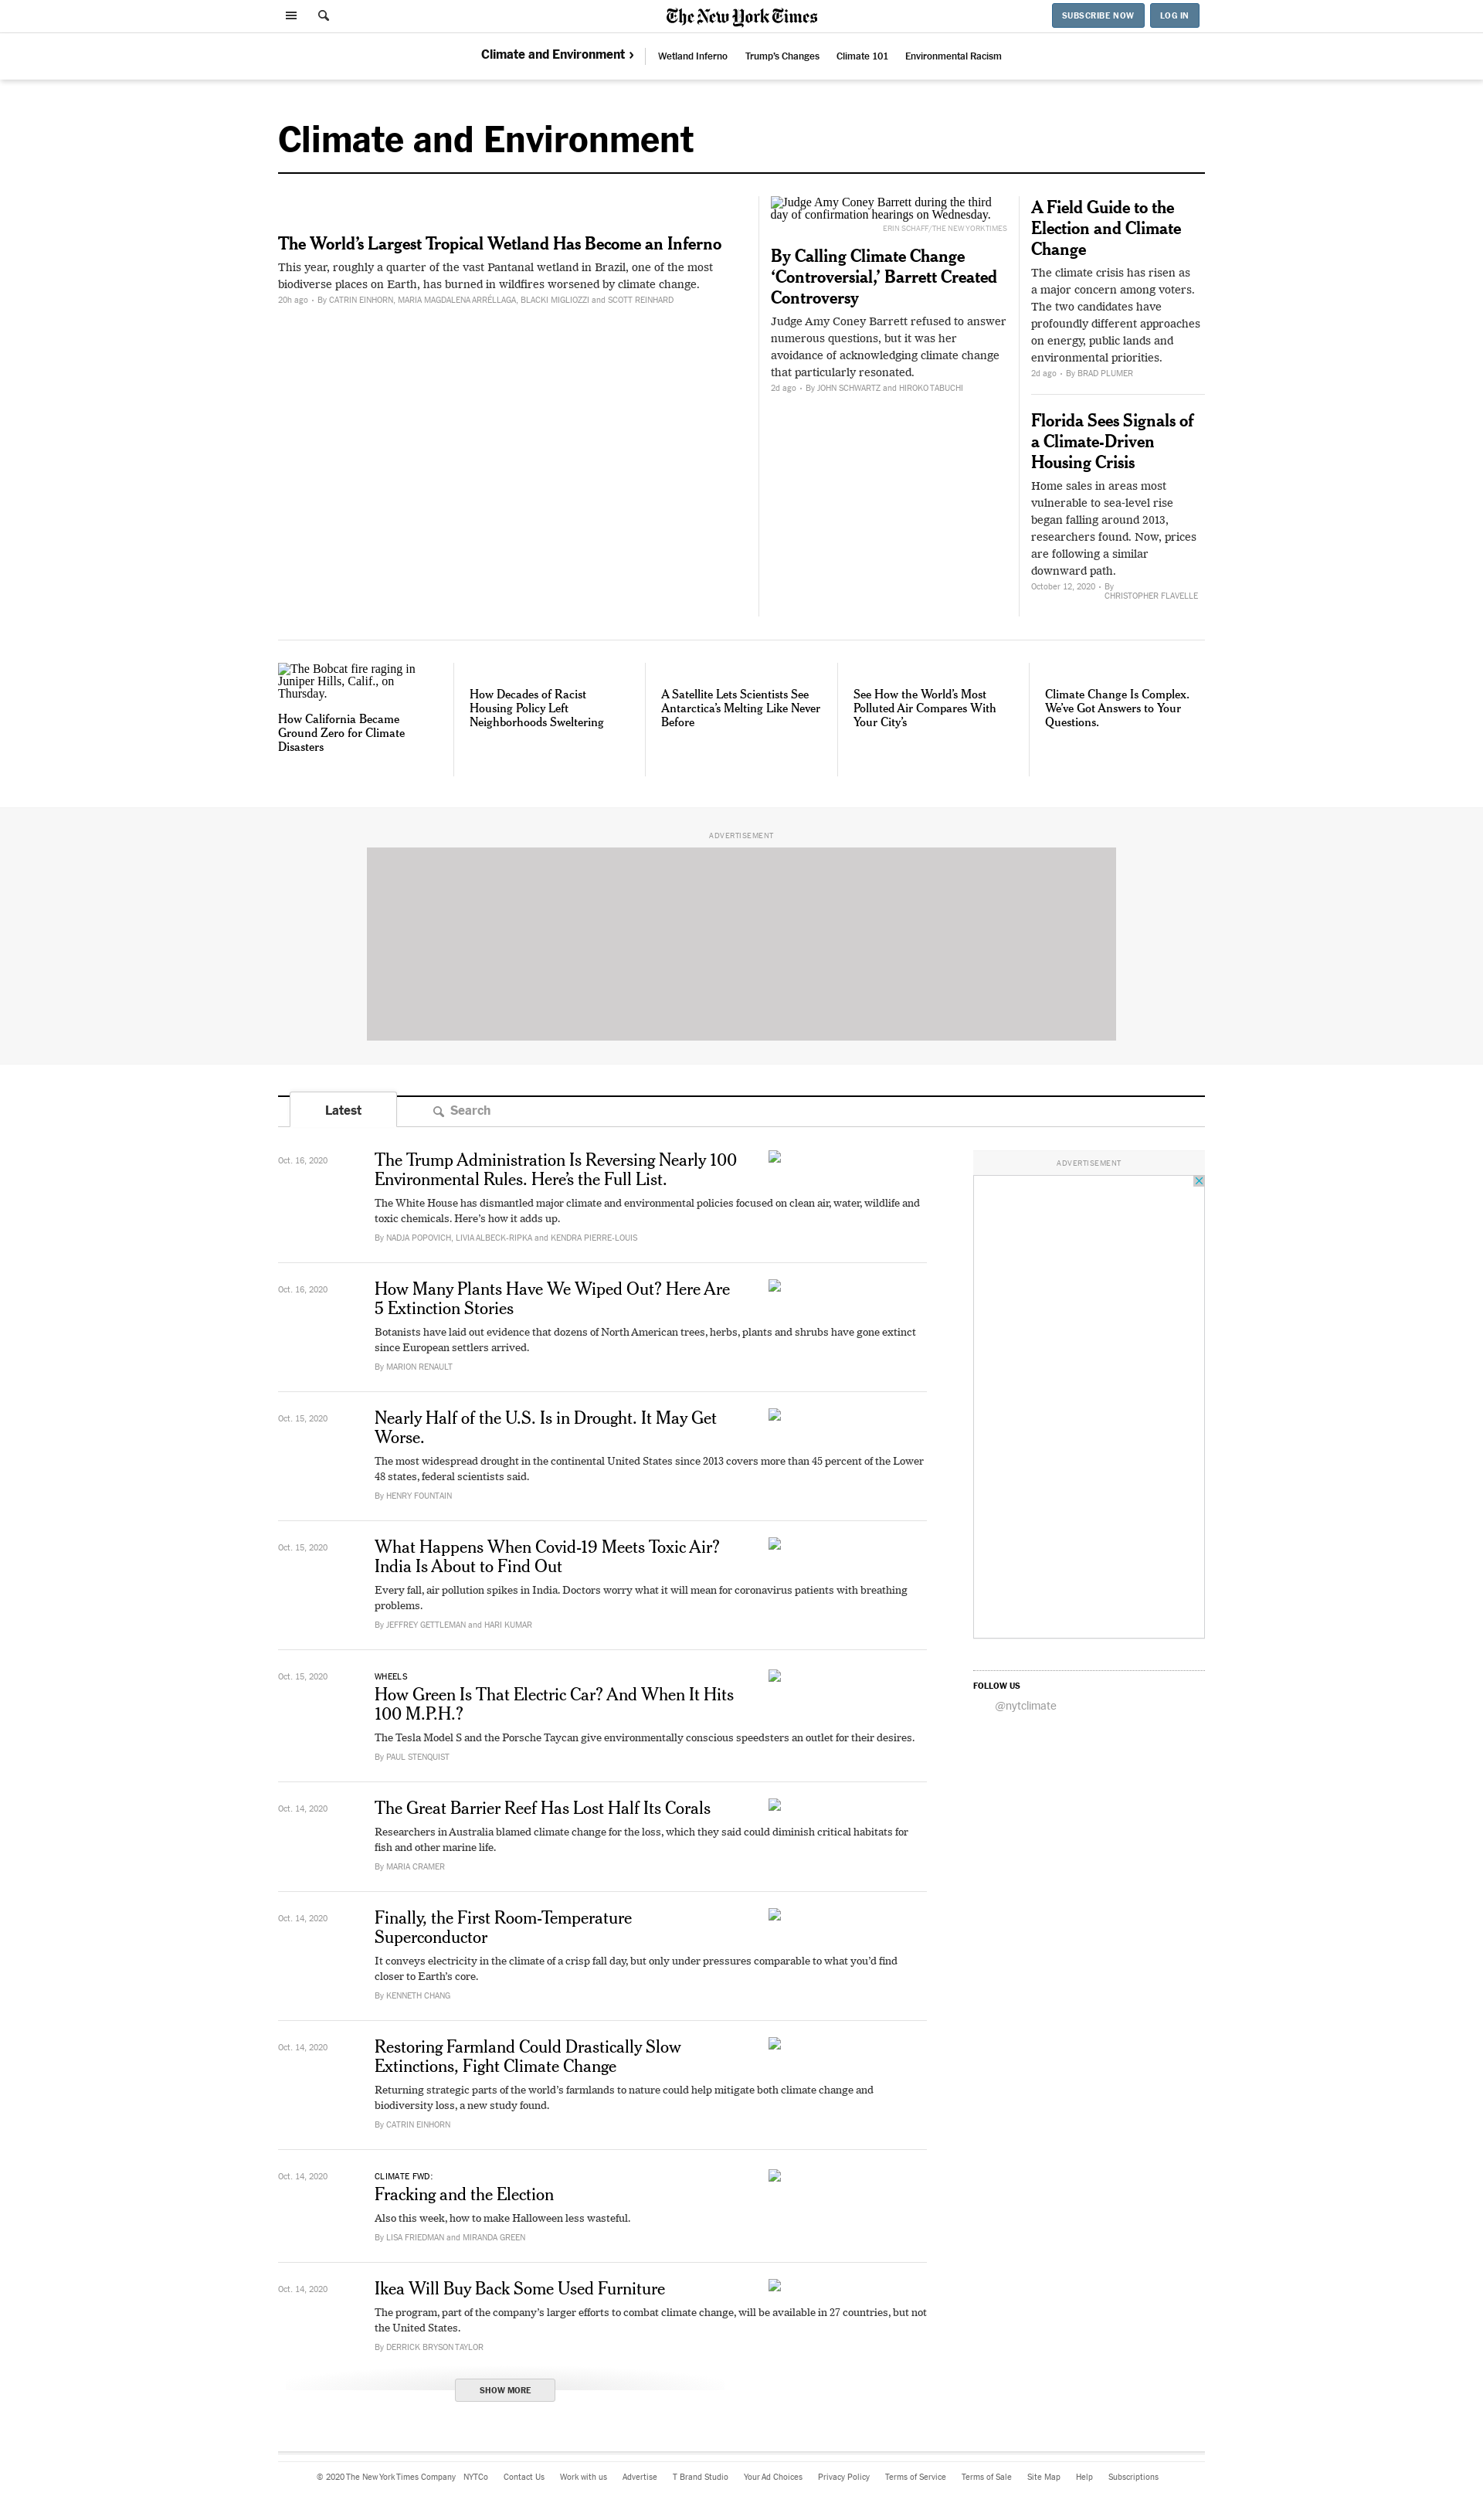 The New York Times
SUBSCRIBE NOW
LOG IN
Climate and Environment ›
Wetland Inferno
Trump's Changes
Climate 101
Environmental Racism
Climate and Environment
The World's Largest Tropical Wetland Has Become an Inferno
This year, roughly a quarter of the vast Pantanal wetland in Brazil, one of the most
biodiverse places on Earth, has burned in wildfires worsened by climate change.
20h ago • By CATRIN EINHORN, MARIA MAGDALENA ARRÉLLAGA, BLACKI MIGLIOZZI and SCOTT REINHARD
Judge Amy Coney Barrett during the third
day of confirmation hearings on Wednesday.
ERIN SCHAFF/THE NEW YORK TIMES
By Calling Climate Change
‘Controversial,’ Barrett Created
Controversy
Judge Amy Coney Barrett refused to answer
numerous questions, but it was her
avoidance of acknowledging climate change
that particularly resonated.
2d ago • By JOHN SCHWARTZ and HIROKO TABUCHI
A Field Guide to the
Election and Climate
Change
The climate crisis has risen as
a major concern among voters.
The two candidates have
profoundly different approaches
on energy, public lands and
environmental priorities.
2d ago • By BRAD PLUMER
Florida Sees Signals of
a Climate-Driven
Housing Crisis
Home sales in areas most
vulnerable to sea-level rise
began falling around 2013,
researchers found. Now, prices
are following a similar
downward path.
October 12, 2020 • By
CHRISTOPHER FLAVELLE
The Bobcat fire raging in
Juniper Hills, Calif., on
Thursday.
How California Became
Ground Zero for Climate
Disasters
How Decades of Racist
Housing Policy Left
Neighborhoods Sweltering
A Satellite Lets Scientists See
Antarctica's Melting Like Never
Before
See How the World's Most
Polluted Air Compares With
Your City's
Climate Change Is Complex.
We've Got Answers to Your
Questions.
ADVERTISEMENT
Latest
Search
Oct. 16, 2020
The Trump Administration Is Reversing Nearly 100
Environmental Rules. Here's the Full List.
The White House has dismantled major climate and environmental policies focused on clean air, water, wildlife and
toxic chemicals. Here's how it adds up.
By NADJA POPOVICH, LIVIA ALBECK-RIPKA and KENDRA PIERRE-LOUIS
Oct. 16, 2020
How Many Plants Have We Wiped Out? Here Are
5 Extinction Stories
Botanists have laid out evidence that dozens of North American trees, herbs, plants and shrubs have gone extinct
since European settlers arrived.
By MARION RENAULT
Oct. 15, 2020
Nearly Half of the U.S. Is in Drought. It May Get
Worse.
The most widespread drought in the continental United States since 2013 covers more than 45 percent of the Lower
48 states, federal scientists said.
By HENRY FOUNTAIN
Oct. 15, 2020
What Happens When Covid-19 Meets Toxic Air?
India Is About to Find Out
Every fall, air pollution spikes in India. Doctors worry what it will mean for coronavirus patients with breathing
problems.
By JEFFREY GETTLEMAN and HARI KUMAR
Oct. 15, 2020
WHEELS
How Green Is That Electric Car? And When It Hits
100 M.P.H.?
The Tesla Model S and the Porsche Taycan give environmentally conscious speedsters an outlet for their desires.
By PAUL STENQUIST
Oct. 14, 2020
The Great Barrier Reef Has Lost Half Its Corals
Researchers in Australia blamed climate change for the loss, which they said could diminish critical habitats for
fish and other marine life.
By MARIA CRAMER
Oct. 14, 2020
Finally, the First Room-Temperature
Superconductor
It conveys electricity in the climate of a crisp fall day, but only under pressures comparable to what you'd find
closer to Earth's core.
By KENNETH CHANG
Oct. 14, 2020
Restoring Farmland Could Drastically Slow
Extinctions, Fight Climate Change
Returning strategic parts of the world's farmlands to nature could help mitigate both climate change and
biodiversity loss, a new study found.
By CATRIN EINHORN
Oct. 14, 2020
CLIMATE FWD:
Fracking and the Election
Also this week, how to make Halloween less wasteful.
By LISA FRIEDMAN and MIRANDA GREEN
Oct. 14, 2020
Ikea Will Buy Back Some Used Furniture
The program, part of the company's larger efforts to combat climate change, will be available in 27 countries, but not
the United States.
By DERRICK BRYSON TAYLOR
SHOW MORE
ADVERTISEMENT
FOLLOW US
@nytclimate
© 2020 The New York Times Company
NYTCo
Contact Us
Work with us
Advertise
T Brand Studio
Your Ad Choices
Privacy Policy
Terms of Service
Terms of Sale
Site Map
Help
Subscriptions